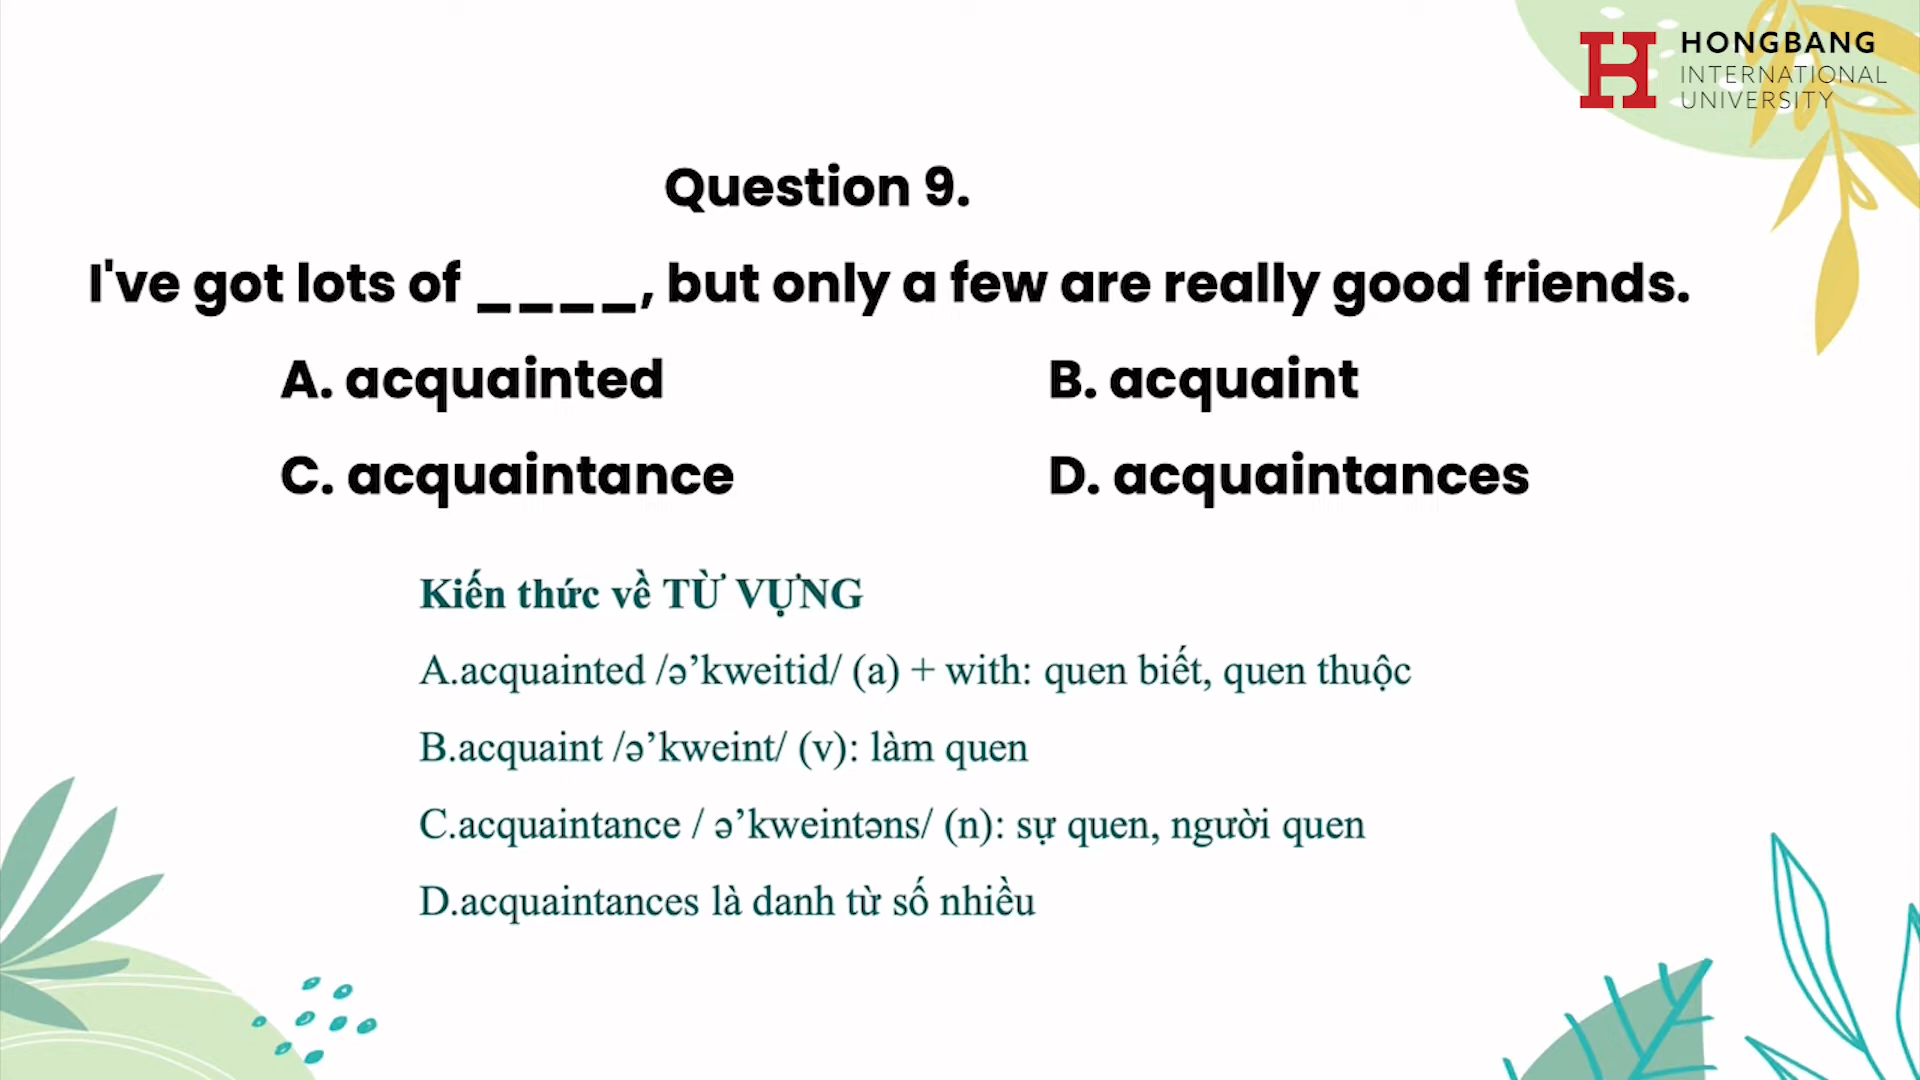 HONGBANG
INTERNATIONAL
UNIVERSITY
Question 9.
I've got lots of ____, but only a few are really good friends.
A. acquainted B. acquaint
C. acquaintance D. acquaintances
Kiến thức về TỪ VỰNG
A.acquainted /ə’kweitid/ (a) + with: quen biết, quen thuộc
B.acquaint /ə’kweint/ (v): làm quen
C.acquaintance / ə’kweintəns/ (n): sự quen, người quen
D.acquaintances là danh từ số nhiều